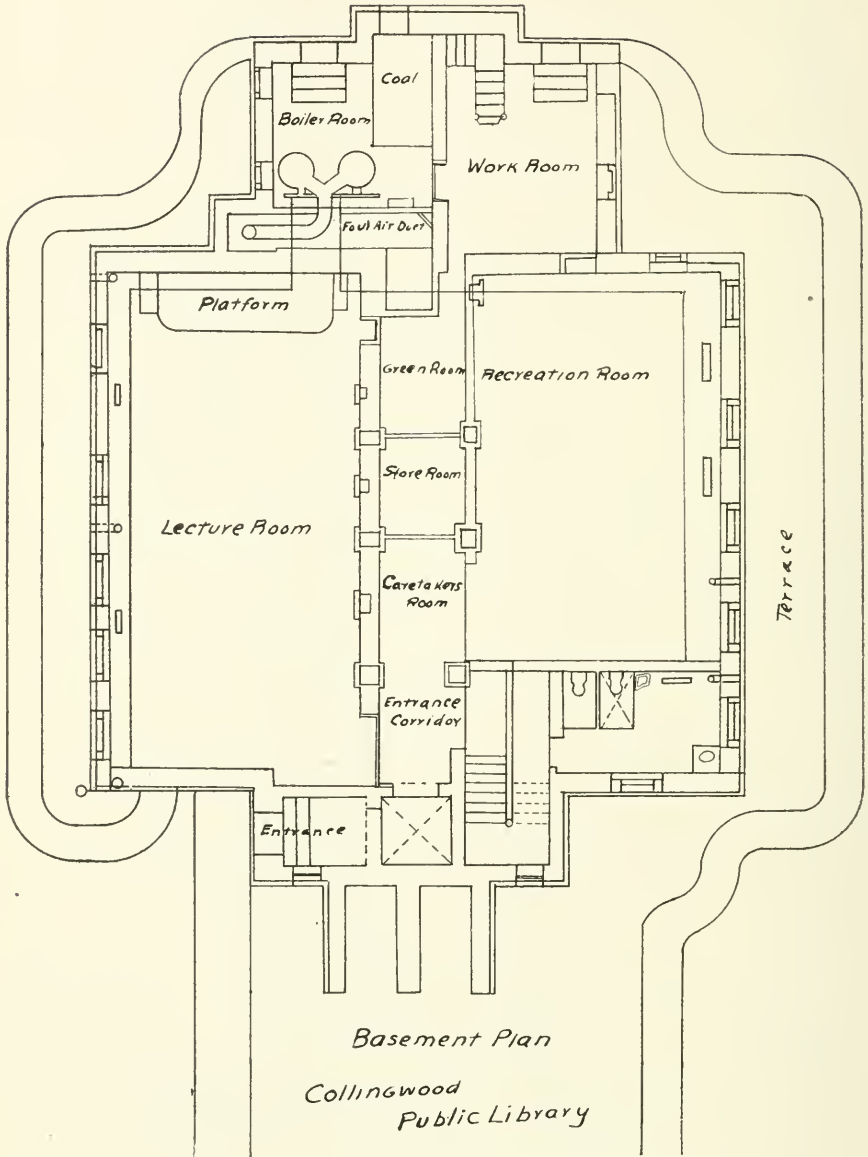 Coal
Boiler Room
Work Room
Foul Air Duct
Platform
Green Room
Recreation Room
Store Room
Lecture Room
Terrace
Caretakers
Room
Entrance
Corridor
Entrance
Basement Plan
Collingwood
Public Library